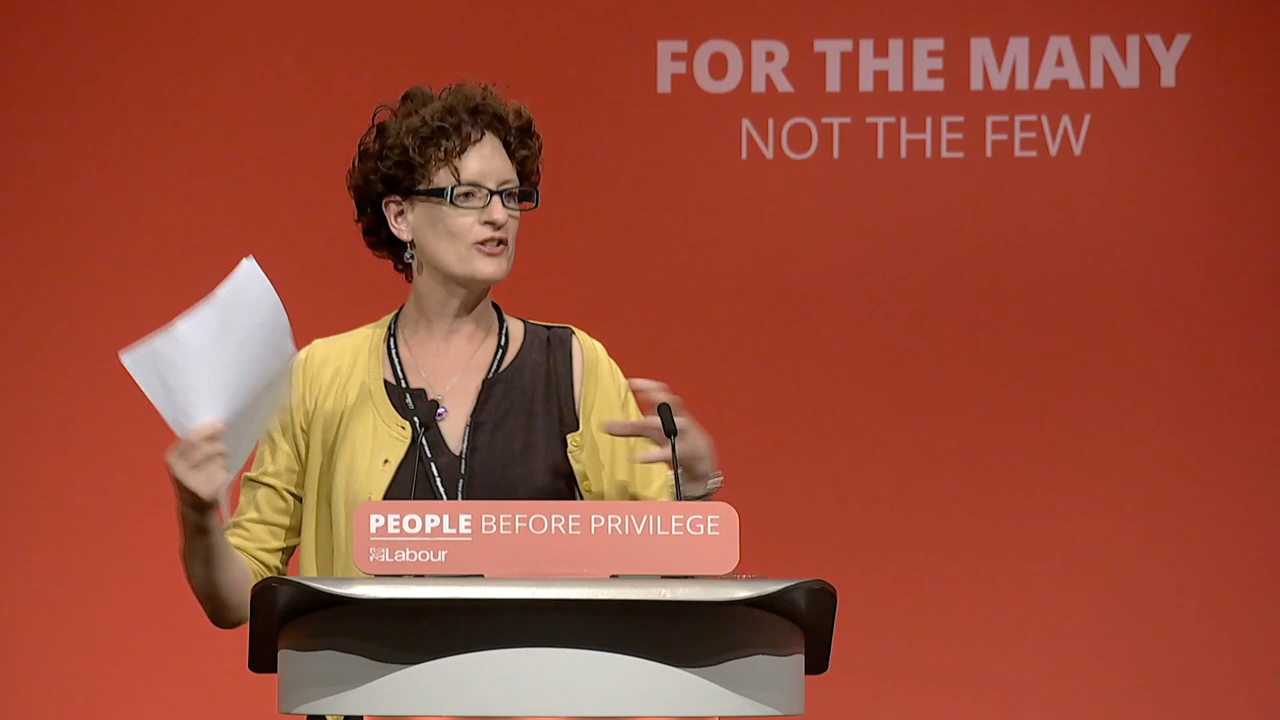 FOR THE MANY
NOT THE FEW
PEOPLE BEFORE PRIVILEGE
Labour